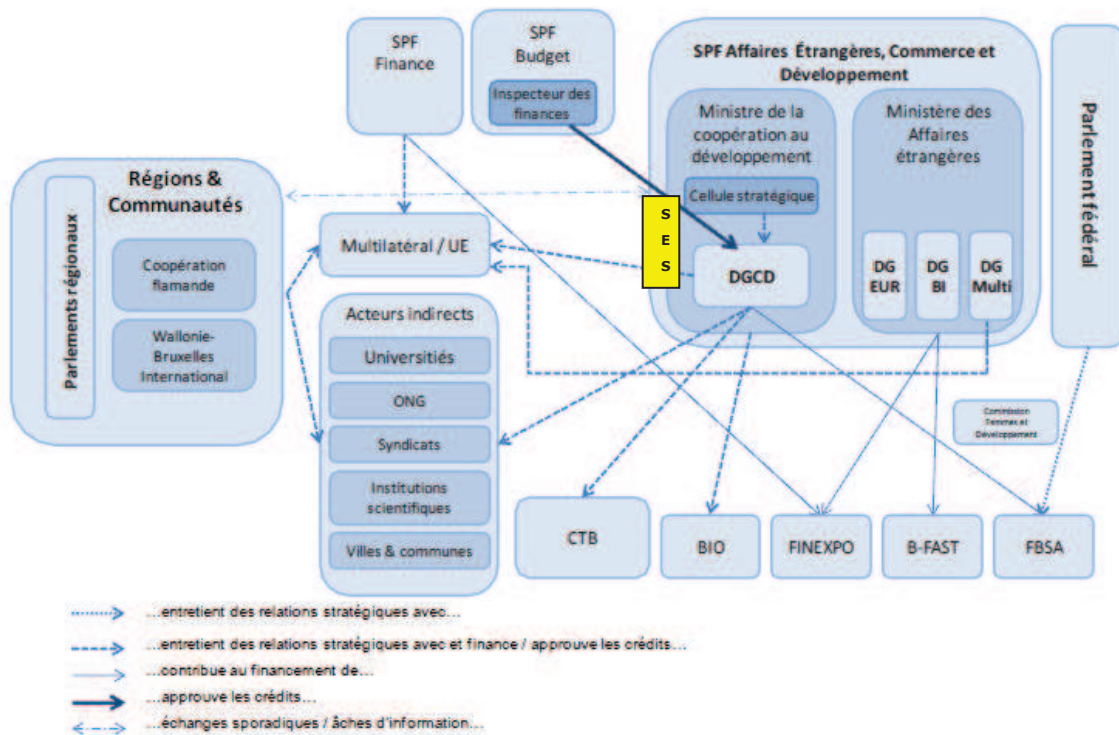 SPF
Finance
SPF
Budget
Inspecteur des
finances
SPF Affaires Étrangères, Commerce et
Développement
Ministre de la
coopération au
développement
Cellule stratégique
DGCD
Ministère des
Affaires
étrangères
DG
EUR
DG
BI
DG
Multi
Parlement fédéral
S
E
S
Régions &
Communautés
Parlements régionaux
Coopération
flamande
Wallonie-
Bruxelles
International
Multilatéral / UE
Acteurs indirects
Universitiés
ONG
Syndicats
Institutions
scientifiques
Villes & communes
Commission
et
Développement
CTB
BIO
FINEXPO
B-FAST
FBSA
...entretient des relations stratégiques avec...
...entretient des relations stratégiques avec et finance / approuve les crédits...
...contribue au financement de...
...approuve les crédits...
...échanges sporadiques / âches d'information...